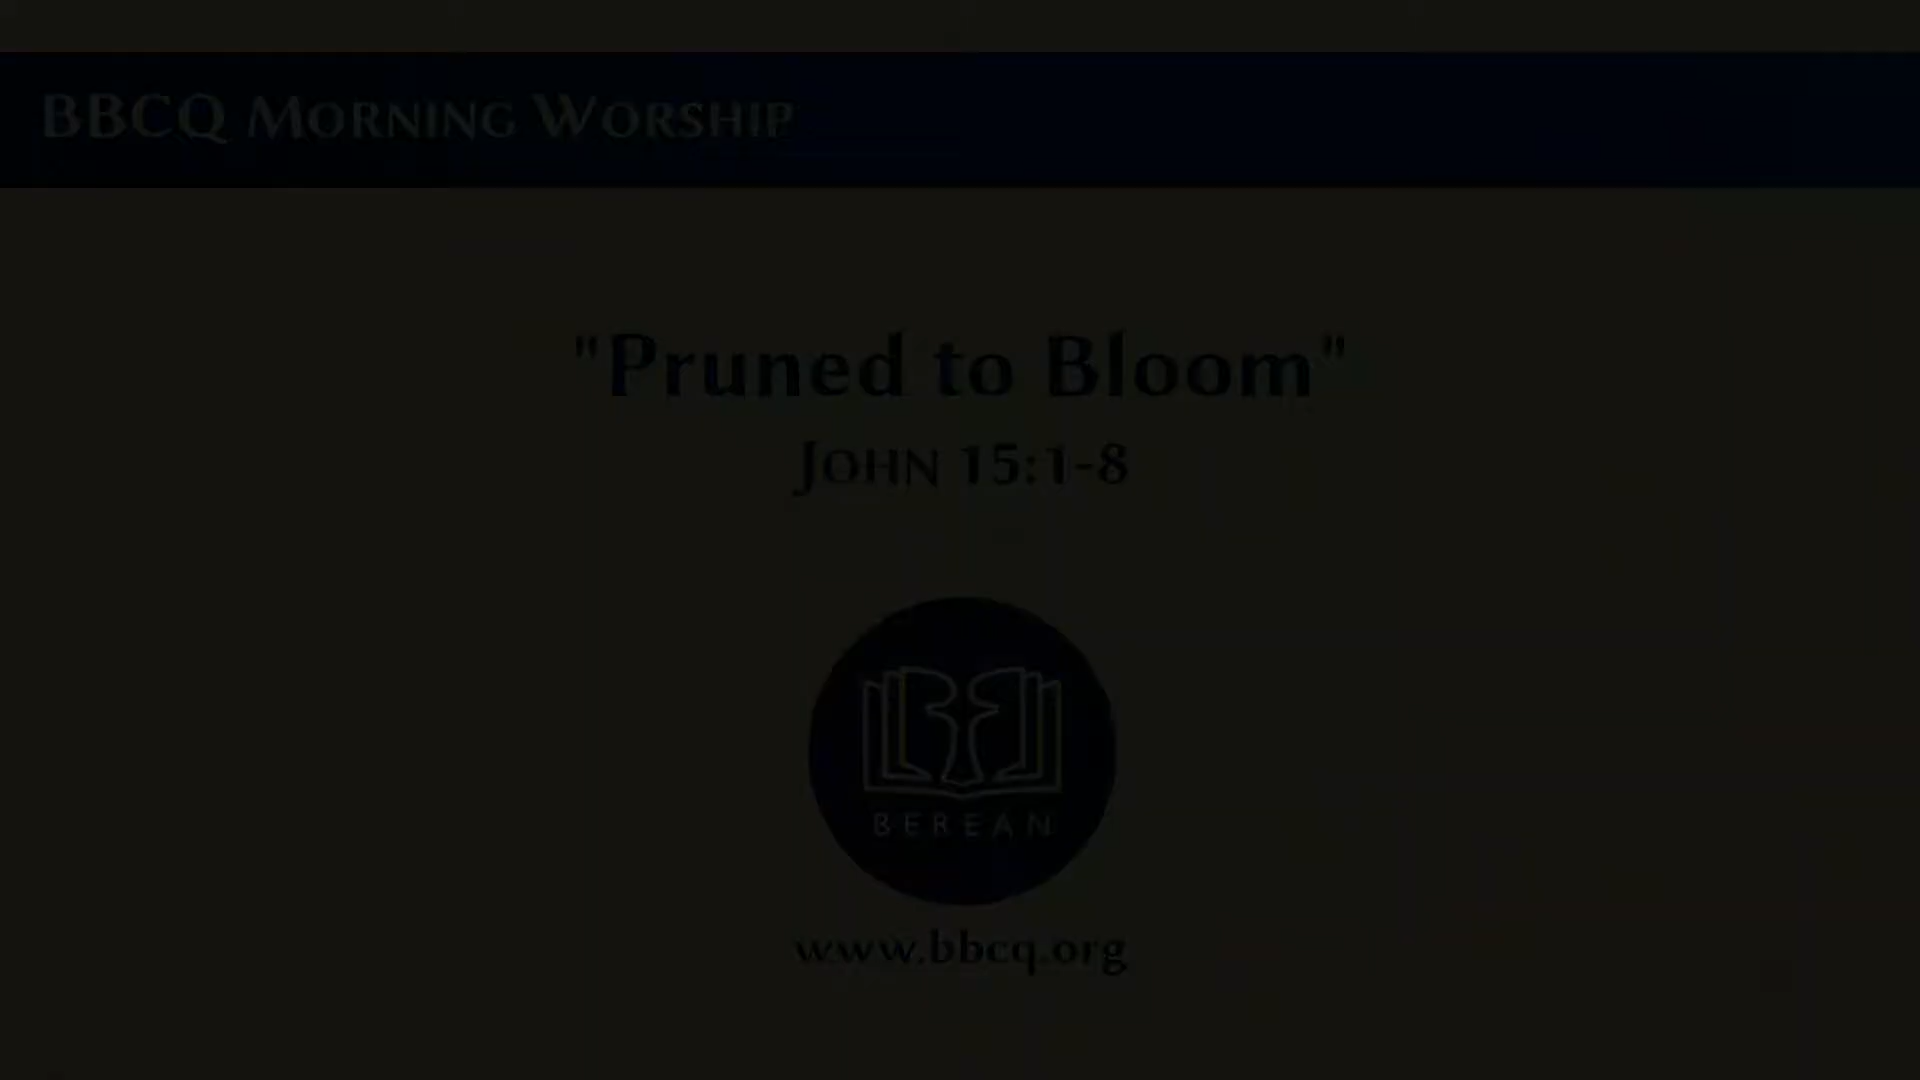 BBCQ MORNING WORSHIP
"Pruned to Bloom"
JOHN 15:1-8
BEREAN
www.bbcq.org